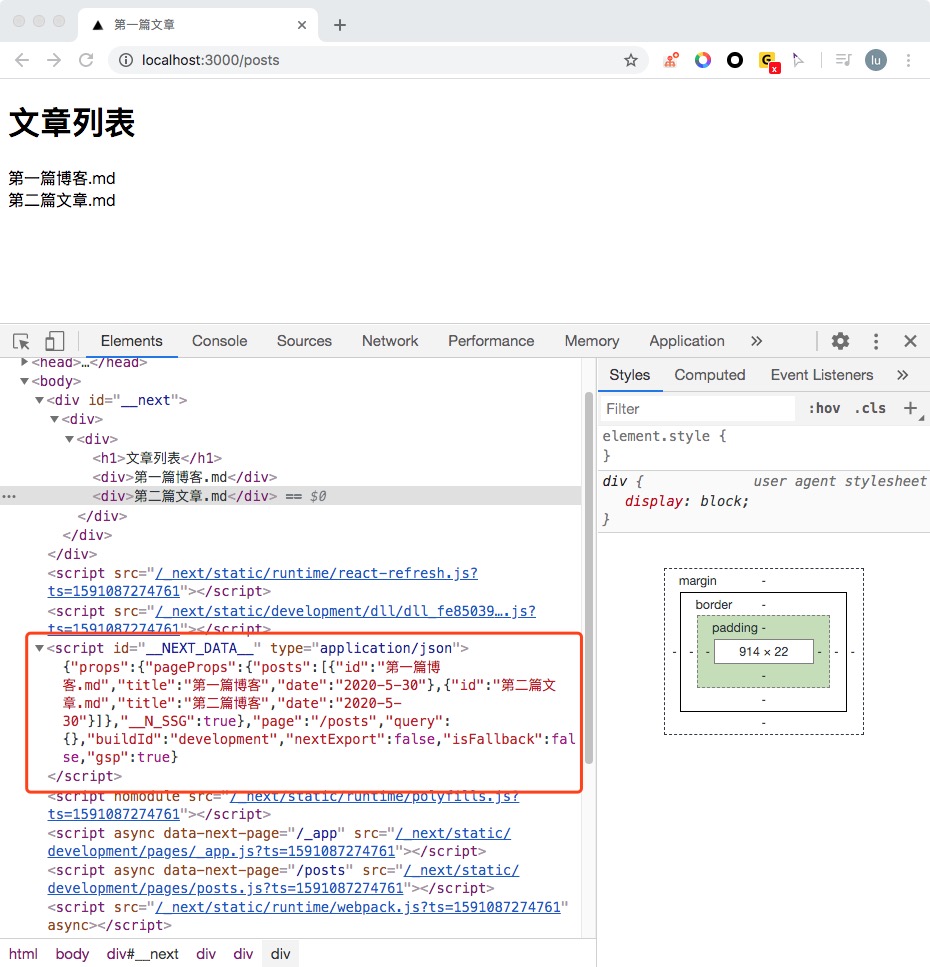 第一篇文章
localhost:3000/posts
lu
文章列表
第一篇博客.md
第二篇文章.md
Elements Console Sources Network Performance Memory Application »
<head>…</head>
<body>
<div id="__next">
<div>
<div>
<h1>文章列表</h1>
<div>第一篇博客.md</div>
<div>第二篇文章.md</div> == $0
</div>
</div>
</div>
<script src="/_next/static/runtime/react-refresh.js?
ts=1591087274761"></script>
<script src="/_next/static/development/dll/dll_fe85039….js?
ts=1591087274761"></script>
<script id="__NEXT_DATA__" type="application/json">
{"props":{"pageProps":{"posts":[{"id":"第一篇博
客.md","title":"第一篇博客","date":"2020-5-30"},{"id":"第二篇文
章.md","title":"第二篇博客","date":"2020-5-
30"}]},"__N_SSG":true},"page":"/posts","query":
{},"buildId":"development","nextExport":false,"isFallback":fal
se,"gsp":true}
</script>
<script nomodule src="/_next/static/runtime/polyfills.js?
ts=1591087274761"></script>
<script async data-next-page="/_app" src="/_next/static/
development/pages/_app.js?ts=1591087274761"></script>
<script async data-next-page="/posts" src="/_next/static/
development/pages/posts.js?ts=1591087274761"></script>
<script src="/_next/static/runtime/webpack.js?ts=1591087274761"
async></script>
html body div#__next div div div
Styles Computed Event Listeners »
Filter :hov .cls +
element.style {
}
div { user agent stylesheet
display: block;
}
margin -
border -
padding -
- - - 914 × 22 - - -
-
-
-